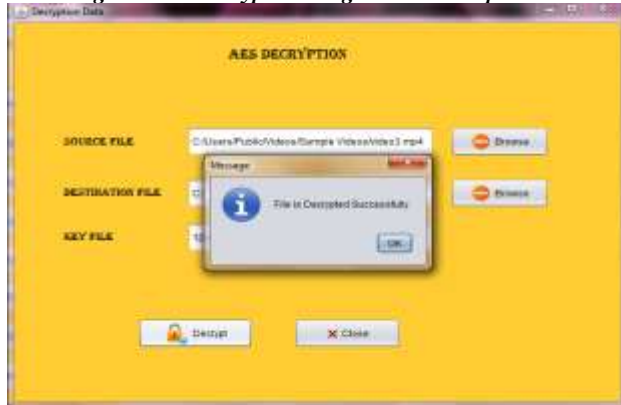 Decryption Data
AES DECRYPTION
SOURCE FILE C:/Users/Public/Videos/Sample Videos/video3.mp4 Browse
Message
DESTINATION FILE C: Browse
File is Decrypted Successfully
KEY FILE
OK
Decrypt Close